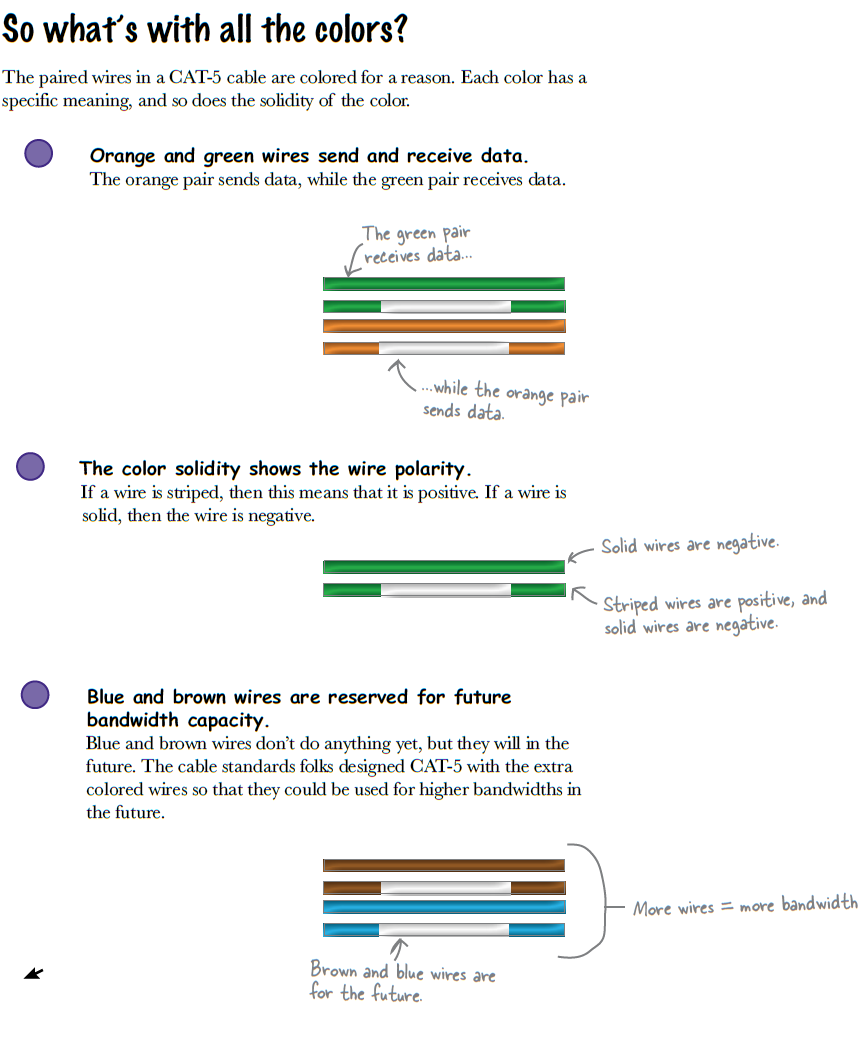 So what's with all the colors?
The paired wires in a CAT-5 cable are colored for a reason. Each color has a
specific meaning, and so does the solidity of the color.
Orange and green wires send and receive data.
The orange pair sends data, while the green pair receives data.
The green pair
receives data...
...while the orange pair
sends data.
The color solidity shows the wire polarity.
If a wire is striped, then this means that it is positive. If a wire is
solid, then the wire is negative.
Solid wires are negative.
Striped wires are positive, and
solid wires are negative.
Blue and brown wires are reserved for future
bandwidth capacity.
Blue and brown wires don't do anything yet, but they will in the
future. The cable standards folks designed CAT-5 with the extra
colored wires so that they could be used for higher bandwidths in
the future.
More wires = more bandwidth
Brown and blue wires are
for the future.